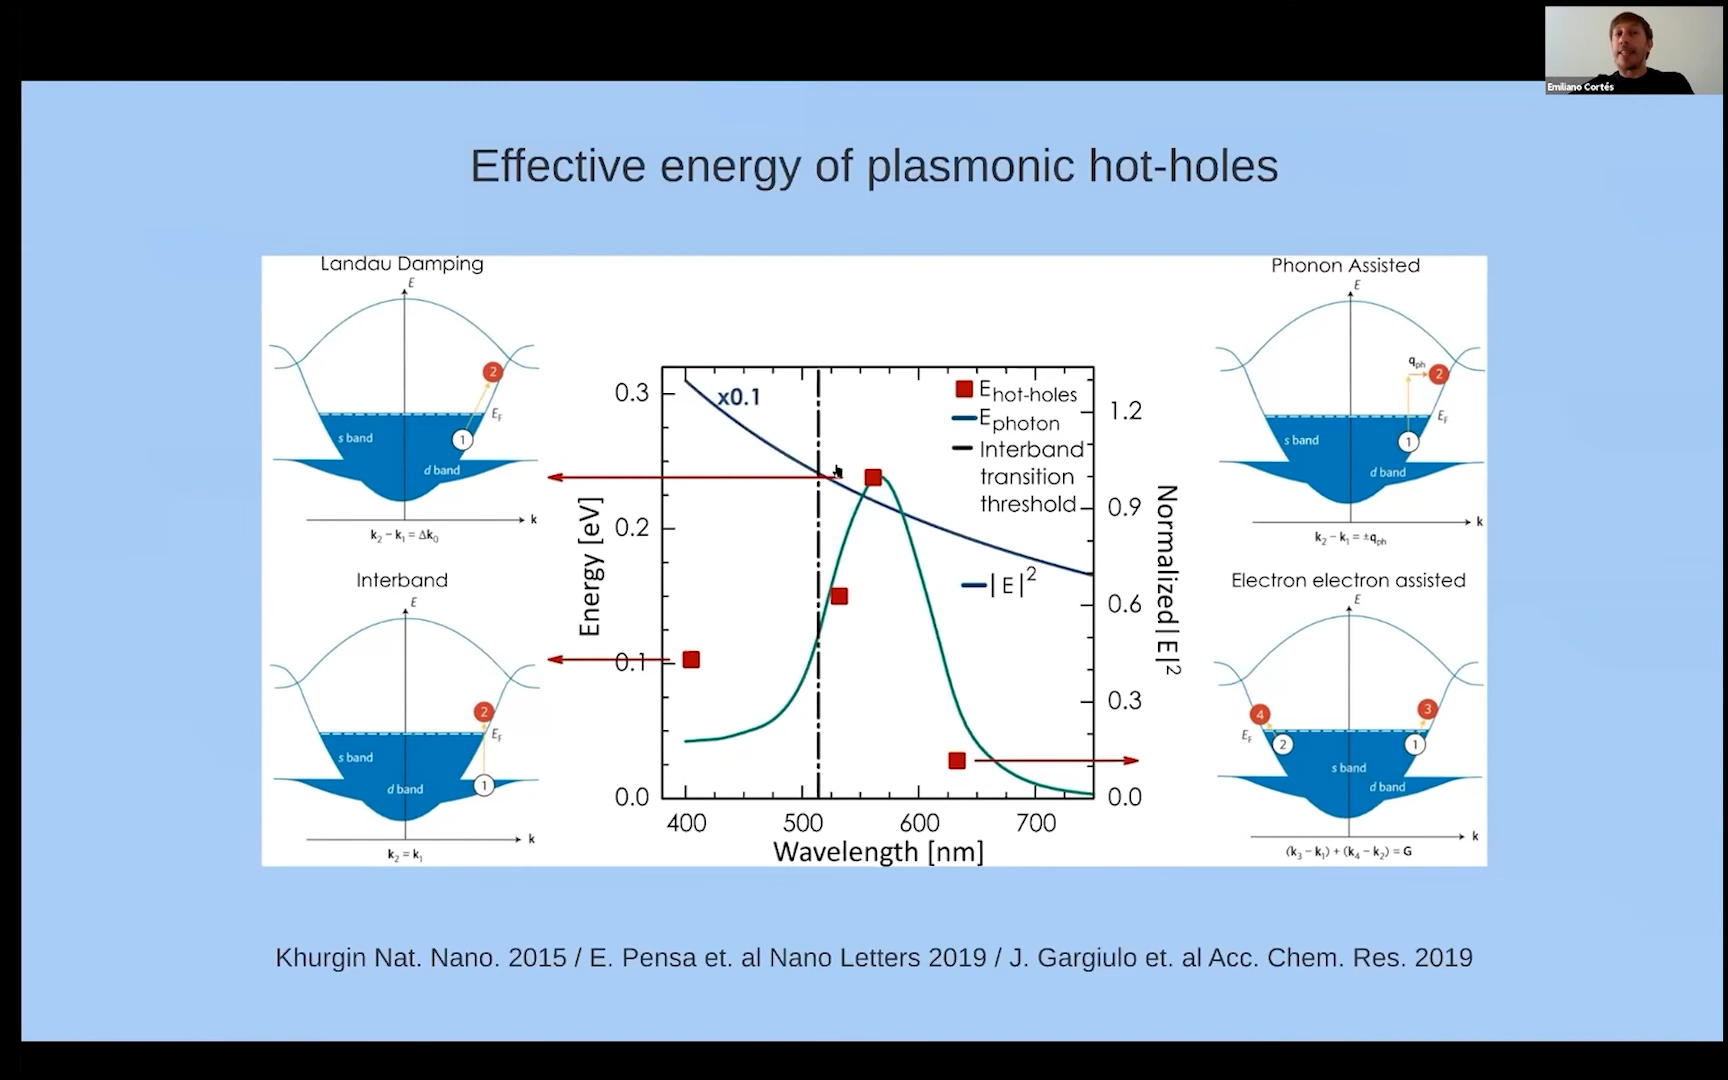 Emiliano Cortés
Effective energy of plasmonic hot-holes
Landau Damping
E
2
E_F
s band
1
d band
k
k₂ − k₁ = Δk₀
Interband
E
2
E_F
s band
d band
1
k
k₂ = k₁
0.3
0.2
0.1
0.0
Energy [eV]
x0.1
E_hot-holes
E_photon
Interband
transition
threshold
|E|²
1.2
0.9
0.6
0.3
0.0
Normalized|E|²
400 500 600 700
Wavelength [nm]
Phonon Assisted
E
q_ph
2
E_F
s band
1
d band
k
k₂ − k₁ = ±q_ph
Electron electron assisted
E
4
3
E_F
2
1
s band
d band
k
(k₃ − k₁) + (k₄ − k₂) = G
Khurgin Nat. Nano. 2015 / E. Pensa et. al Nano Letters 2019 / J. Gargiulo et. al Acc. Chem. Res. 2019